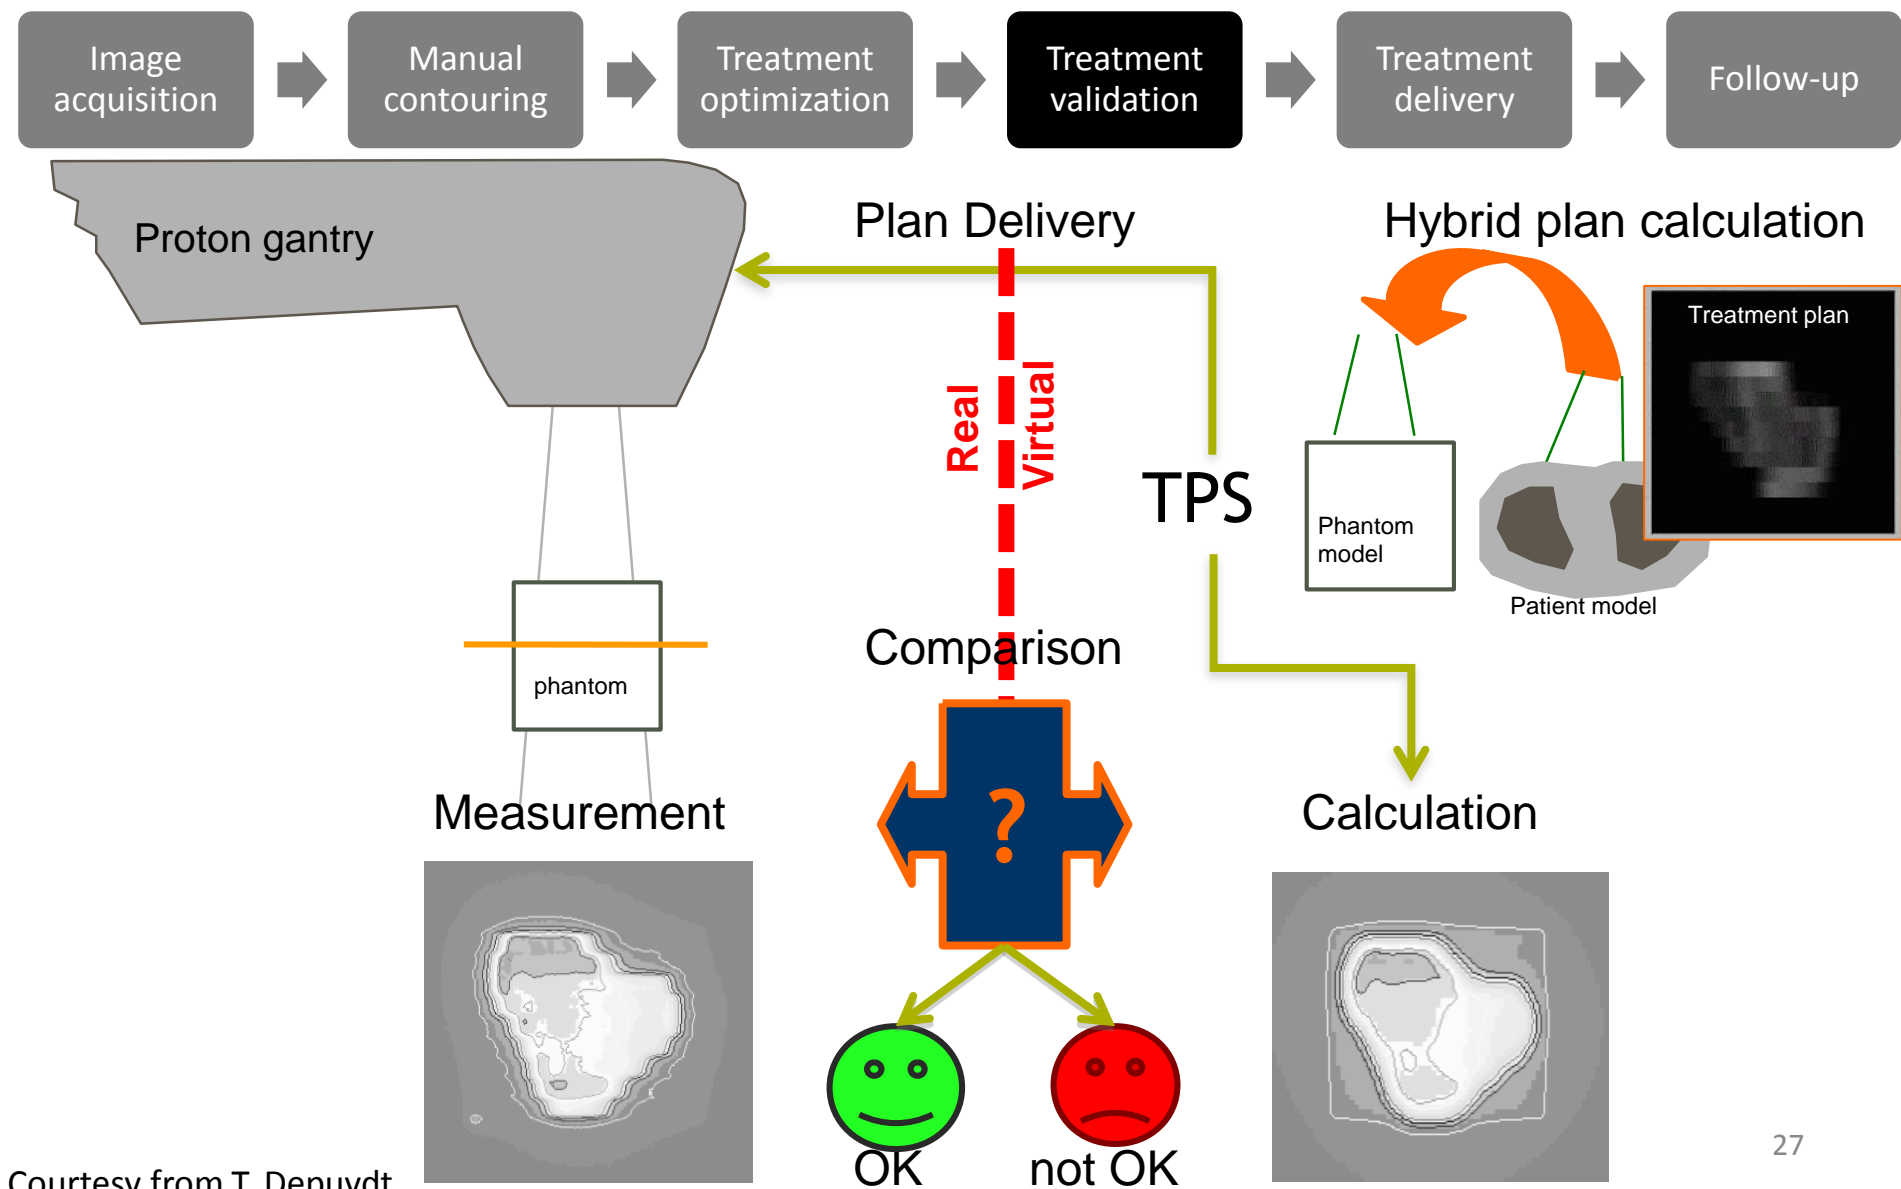 Image
acquisition
Manual
contouring
Treatment
optimization
Treatment
validation
Treatment
delivery
Follow-up
Proton gantry
Plan Delivery
Hybrid plan calculation
Treatment plan
Real
Virtual
TPS
Phantom
model
Patient model
Comparison
phantom
Measurement
?
Calculation
OK
not OK
27
Courtesy from T. Depuydt